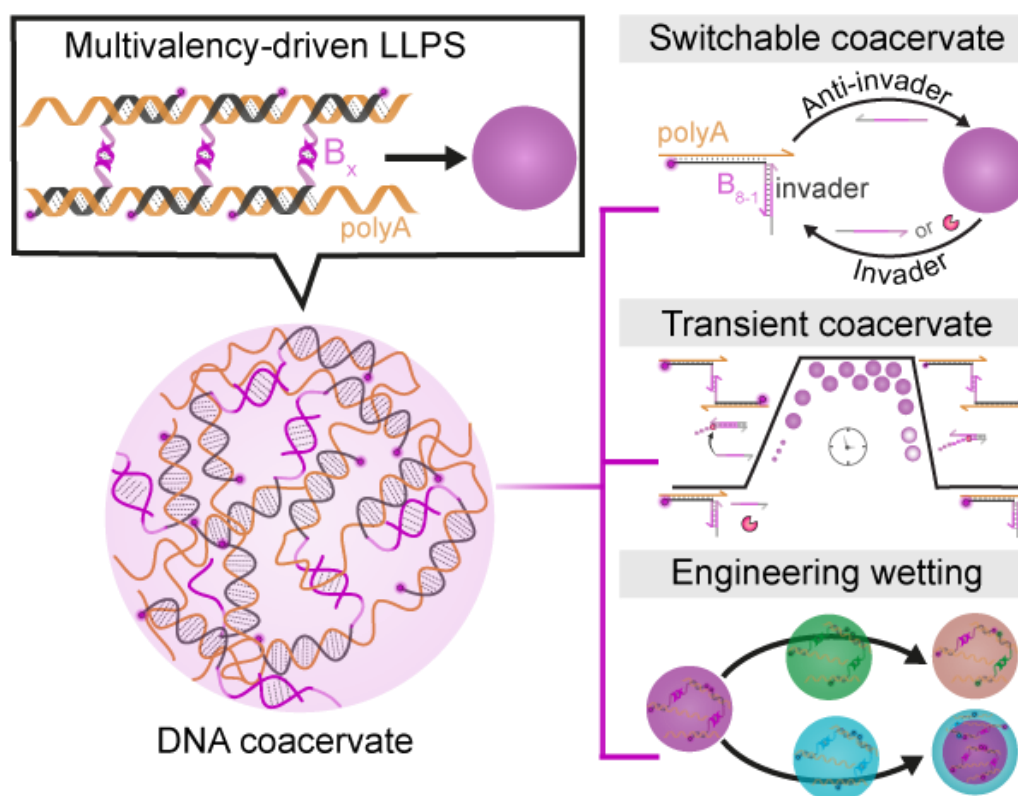 Multivalency-driven LLPS
Bx
polyA
DNA coacervate
Switchable coacervate
Anti-invader
polyA
B8-1
invader
or
Invader
Transient coacervate
Engineering wetting